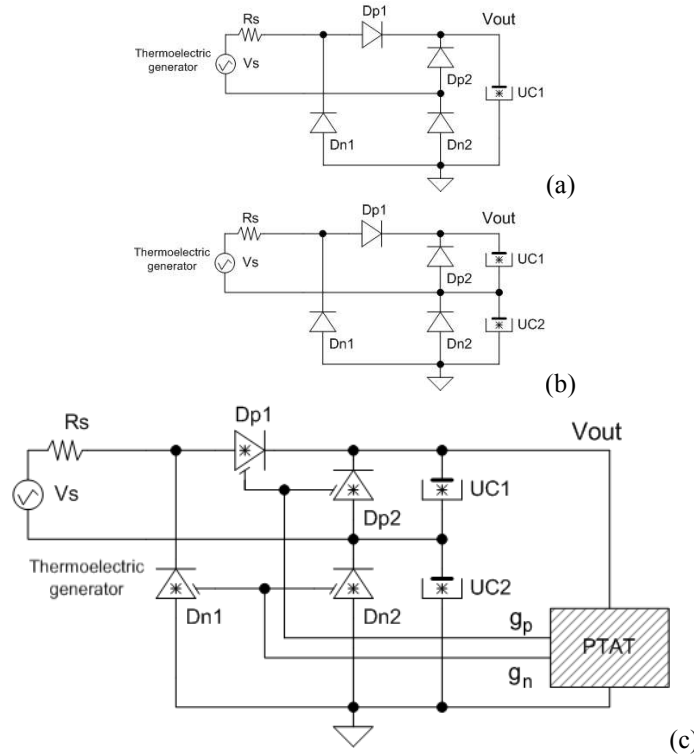 Dp1
Vout
Rs
Thermoelectric
generator
Vs
Dp2
UC1
Dn1
Dn2
(a)
Dp1
Vout
Rs
Thermoelectric
generator
Vs
UC1
Dp2
Dn1
Dn2
UC2
(b)
Dp1
Rs
Vout
Vs
UC1
Dp2
Thermoelectric
generator
UC2
Dn1
Dn2
gp
PTAT
gn
(c)